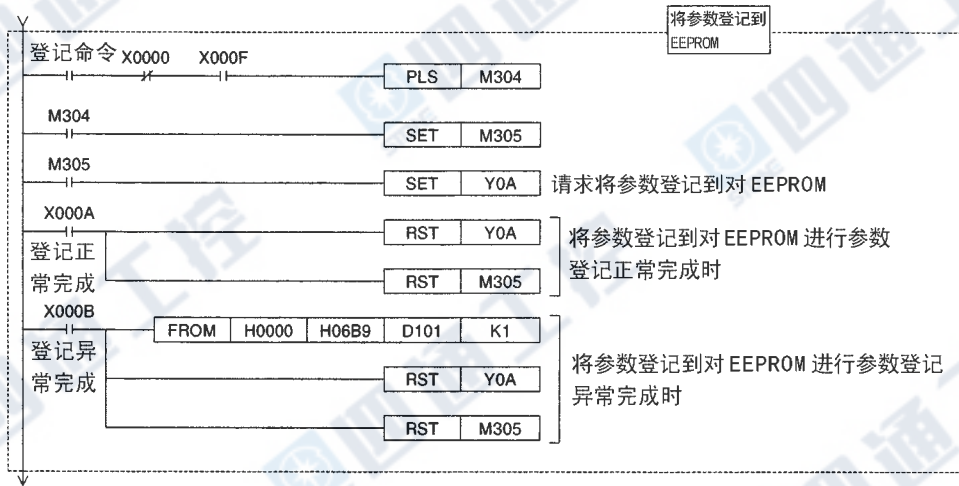 将参数登记到
EEPROM
登记命令 X0000 X000F
PLS M304
M304
SET M305
M305
SET Y0A 请求将参数登记到对 EEPROM
X000A
RST Y0A
登记正
常完成
RST M305
将参数登记到对 EEPROM 进行参数
登记正常完成时
X000B
FROM H0000 H06B9 D101 K1
登记异
常完成
RST Y0A
RST M305
将参数登记到对 EEPROM 进行参数登记
异常完成时
四通工控